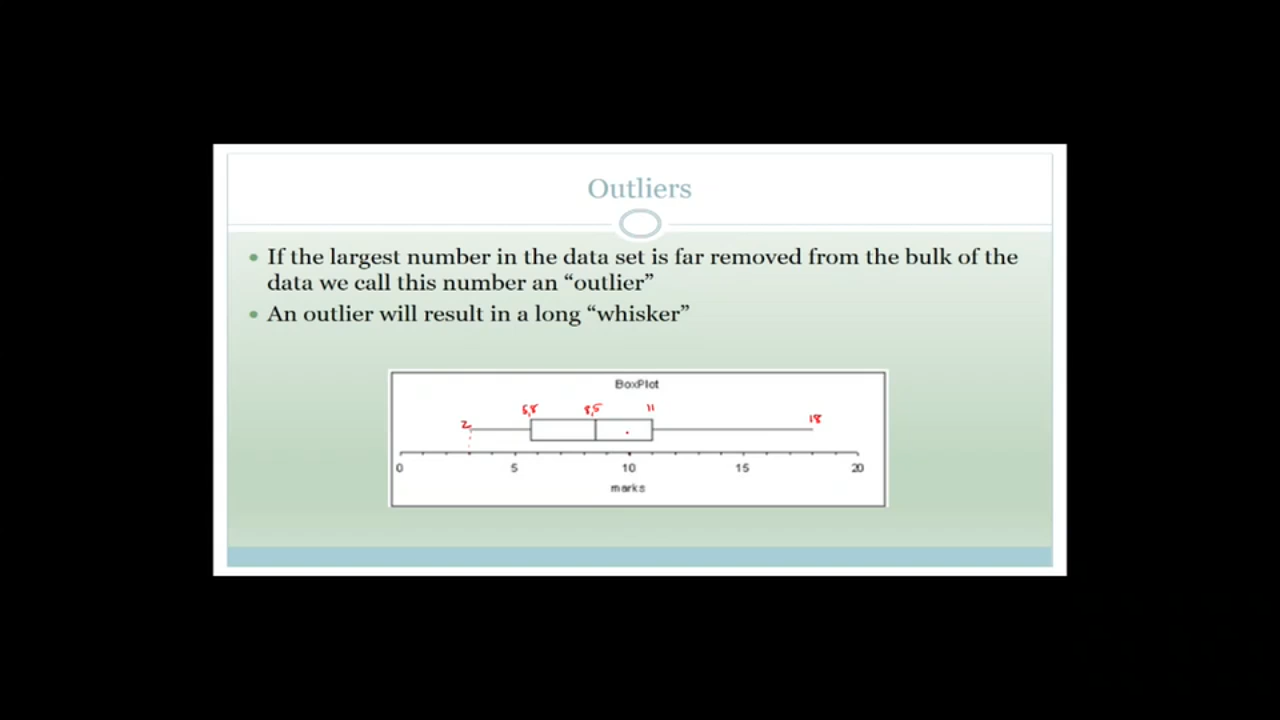 Outliers
If the largest number in the data set is far removed from the bulk of the
data we call this number an “outlier”
An outlier will result in a long “whisker”
BoxPlot
2 5,8 8,5 11 18
0 5 10 15 20
marks